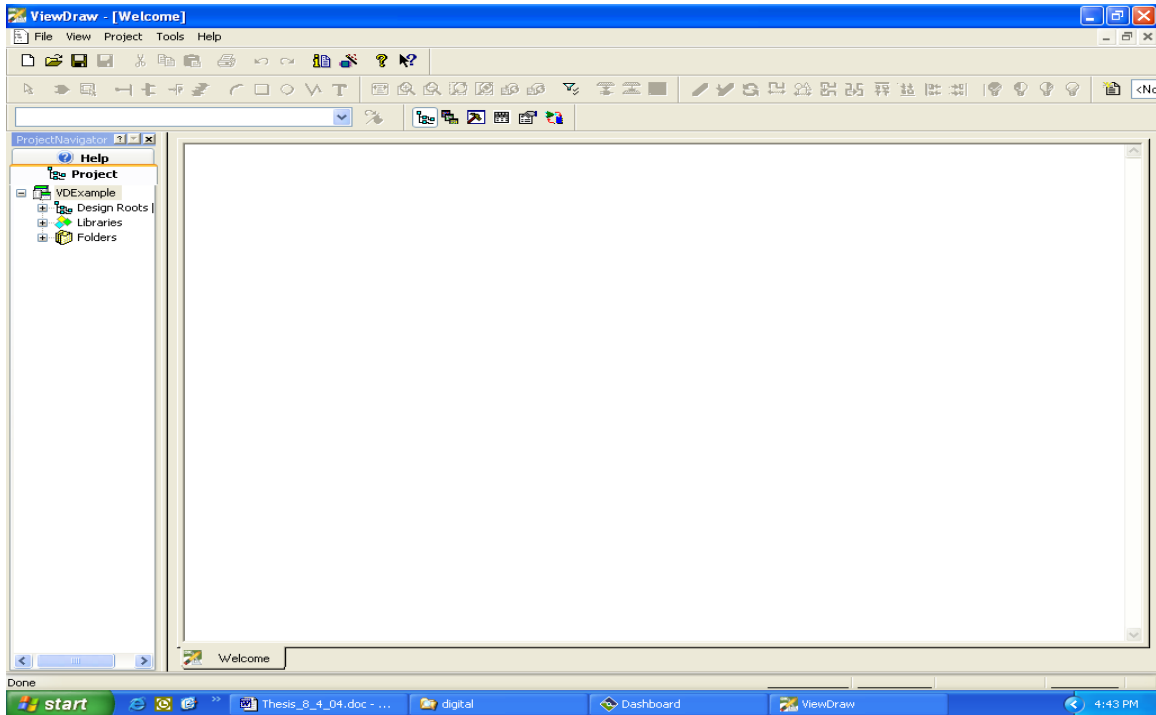 ViewDraw - [Welcome]
File View Project Tools Help
T
<No
ProjectNavigator
Help
Project
VDExample
Design Roots
Libraries
Folders
Welcome
Done
start
Thesis_8_4_04.doc - ...
digital
Dashboard
ViewDraw
4:43 PM